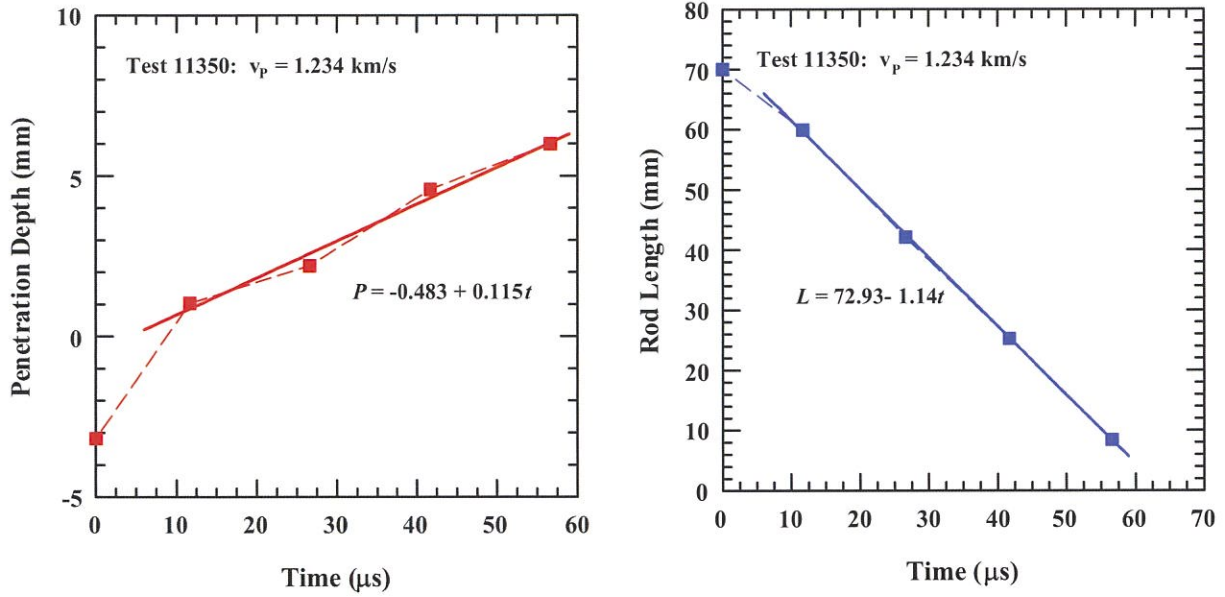 10
Test 11350: vP = 1.234 km/s
5
P = -0.483 + 0.115t
0
-5
0 10 20 30 40 50 60
Time (μs)
Penetration Depth (mm)
80
Test 11350: vP = 1.234 km/s
70
60
50
40
L = 72.93- 1.14t
30
20
10
0
0 10 20 30 40 50 60 70
Time (μs)
Rod Length (mm)